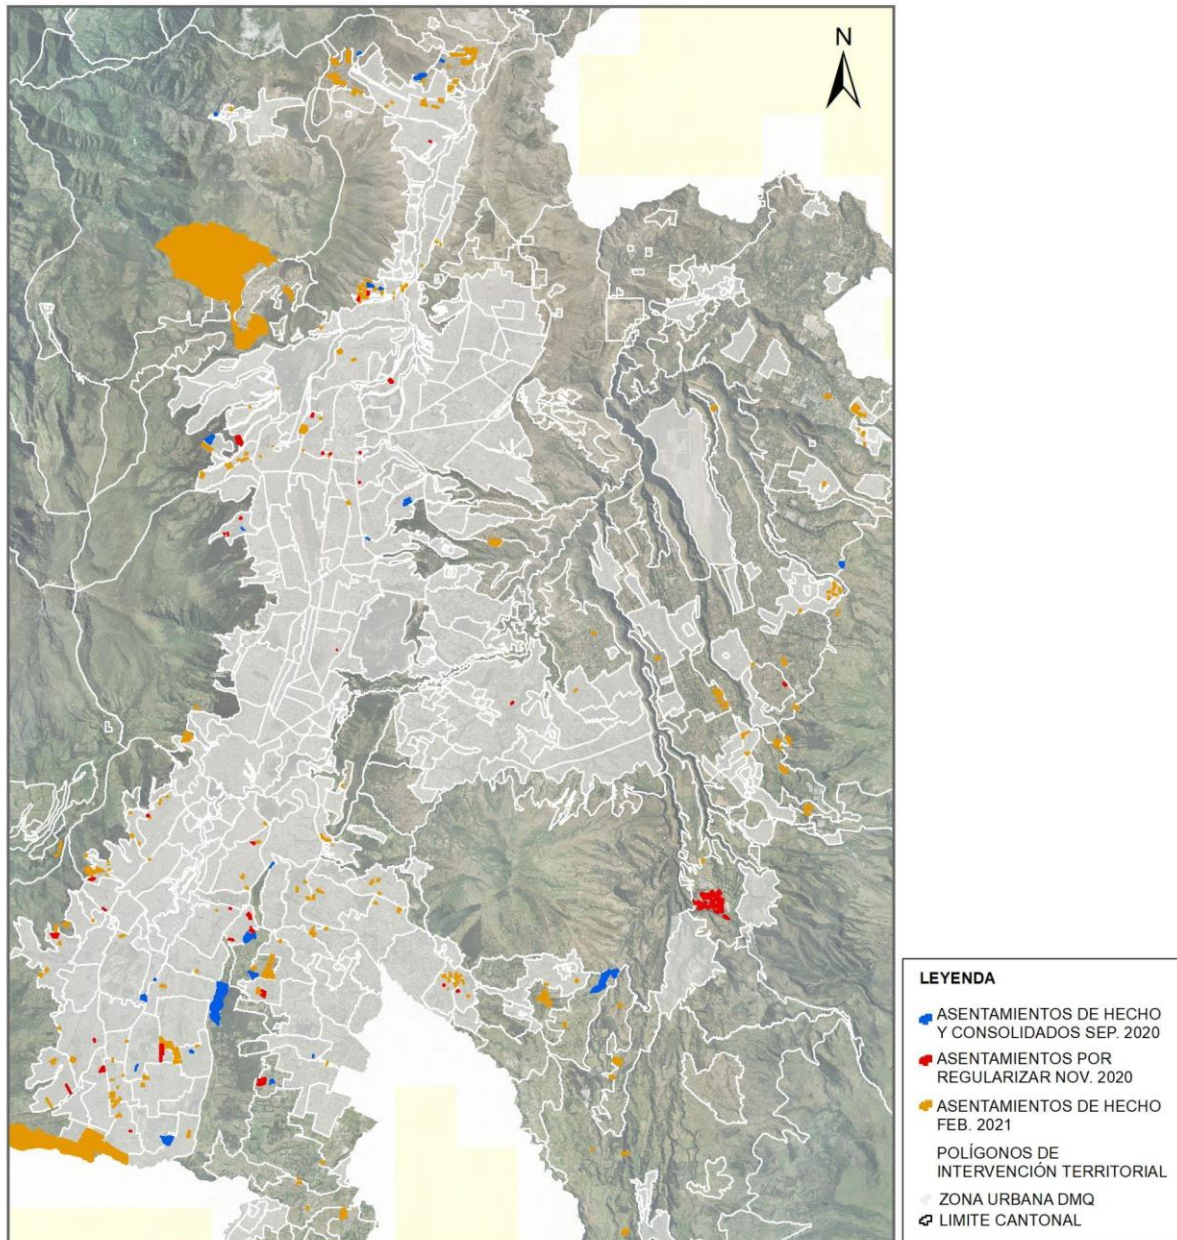 N
LEYENDA
ASENTAMIENTOS DE HECHO
Y CONSOLIDADOS SEP. 2020
ASENTAMIENTOS POR
REGULARIZAR NOV. 2020
ASENTAMIENTOS DE HECHO
FEB. 2021
POLÍGONOS DE
INTERVENCIÓN TERRITORIAL
ZONA URBANA DMQ
LIMITE CANTONAL